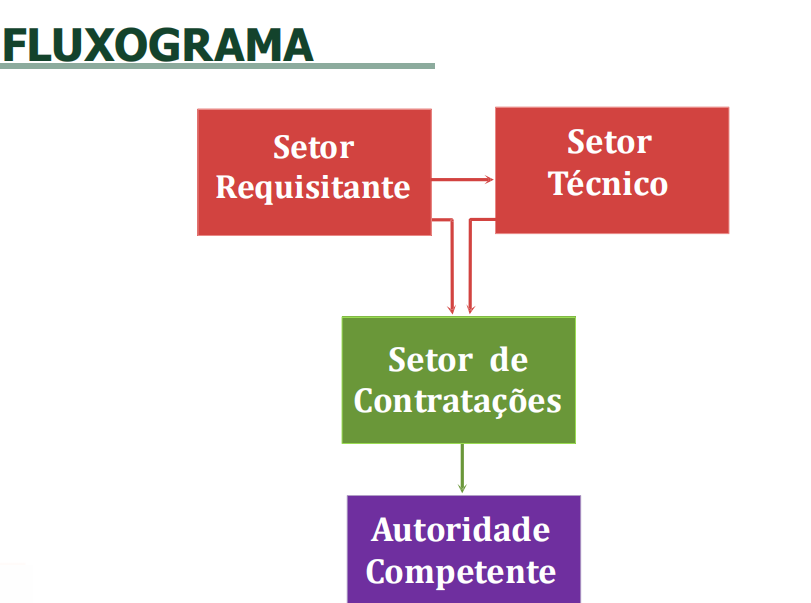 FLUXOGRAMA
Setor
Requisitante
Setor
Técnico
Setor de
Contratações
Autoridade
Competente